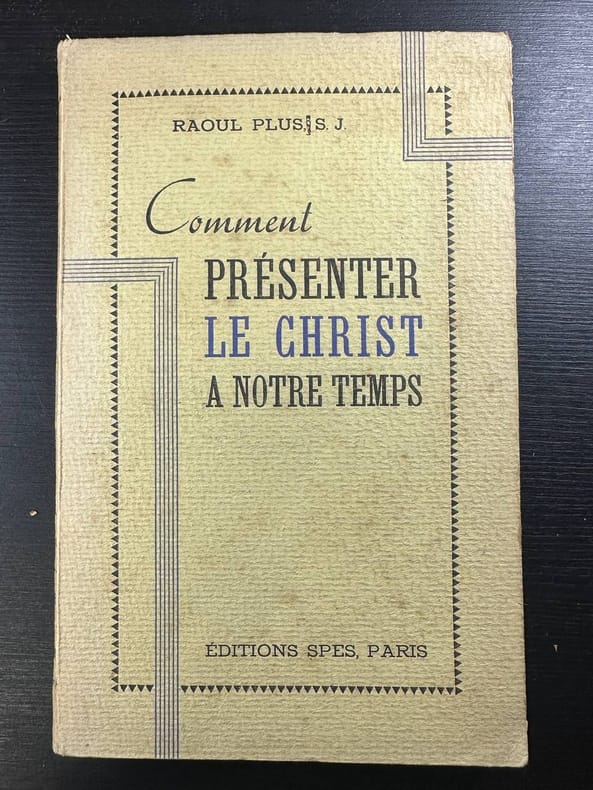 RAOUL PLUS, S. J.
Comment
PRÉSENTER
LE CHRIST
A NOTRE TEMPS
ÉDITIONS SPES, PARIS